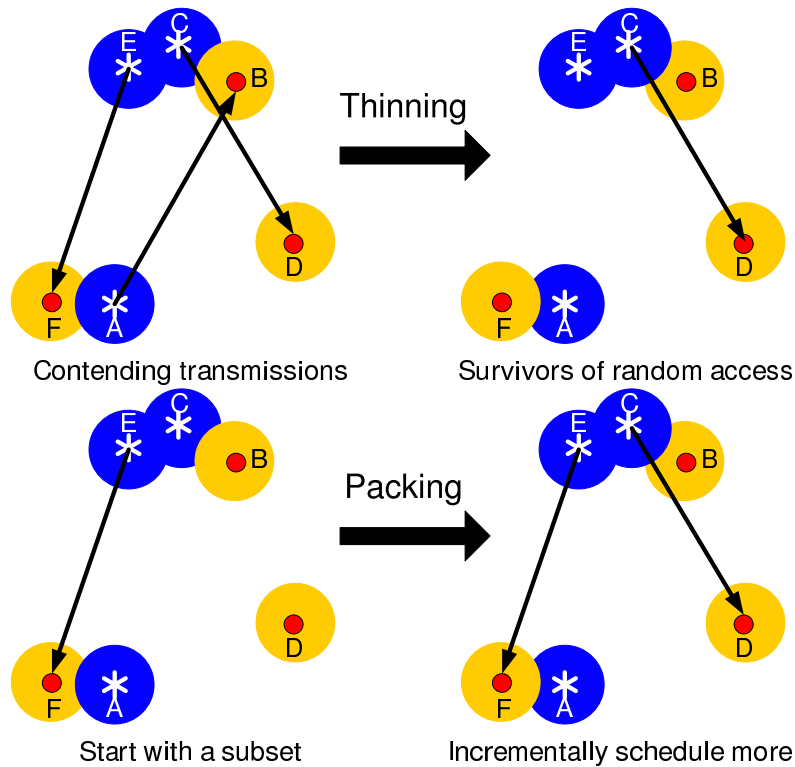 E
C
B
D
F
A
Thinning
E
C
B
D
F
A
Contending transmissions
Survivors of random access
E
C
B
D
F
A
Packing
E
C
B
D
F
A
Start with a subset
Incrementally schedule more